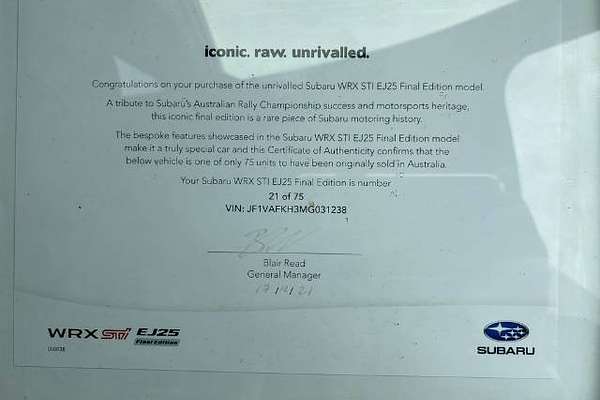 iconic. raw. unrivalled.
Congratulations on your purchase of the unrivalled Subaru WRX STI EJ25 Final Edition model.
A tribute to Subaru's Australian Rally Championship success and motorsports heritage,
this iconic final edition is a rare piece of Subaru motoring history.
The bespoke features showcased in the Subaru WRX STI EJ25 Final Edition model
make it a truly special car and this Certificate of Authenticity confirms that the
below vehicle is one of only 75 units to have been originally sold in Australia.
Your Subaru WRX STI EJ25 Final Edition is number
21 of 75
VIN: JF1VAFKH3MG031238
Blair Read
General Manager
WRX STI EJ25
Final Edition
SUBARU